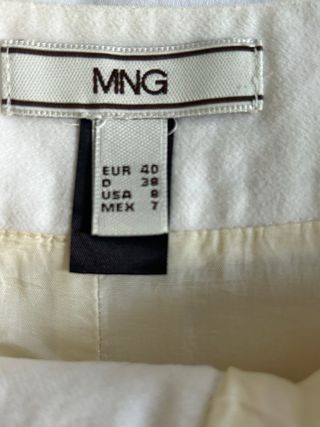 MNG
EUR 40
D 38
USA 8
MEX 7